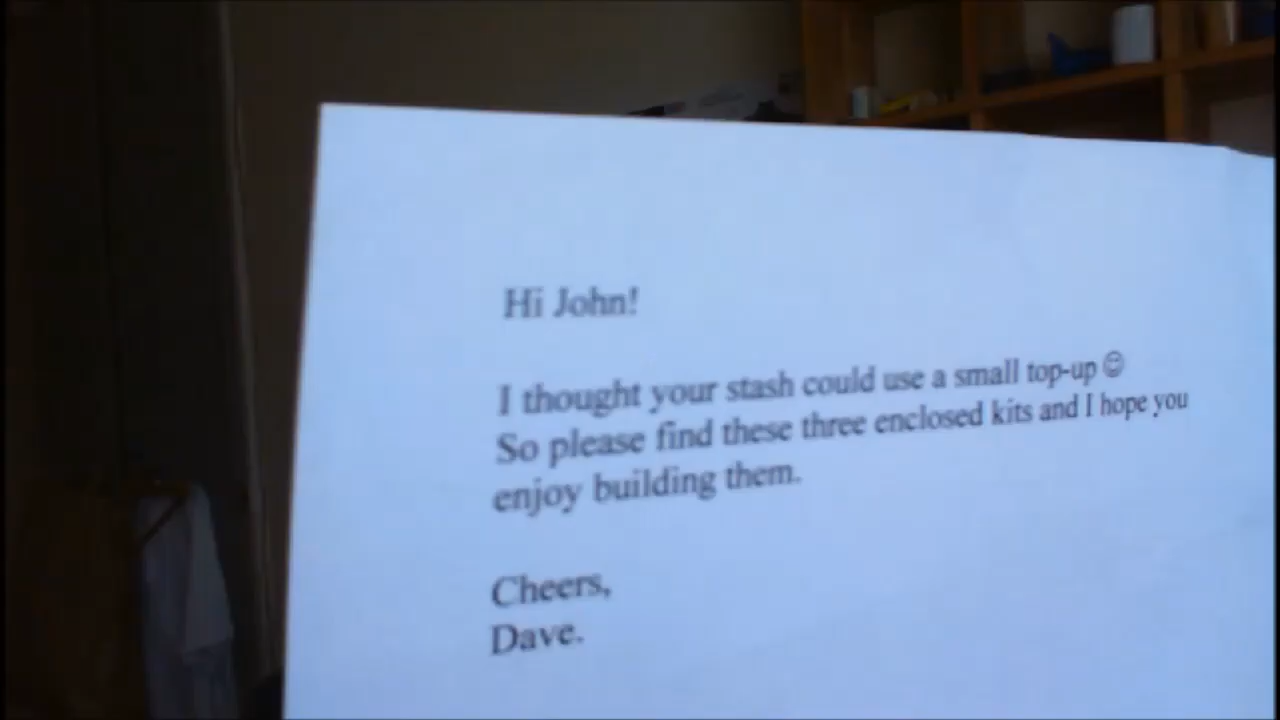 Hi John!
I thought your stash could use a small top-up ☺
So please find these three enclosed kits and I hope you
enjoy building them.
Cheers,
Dave.